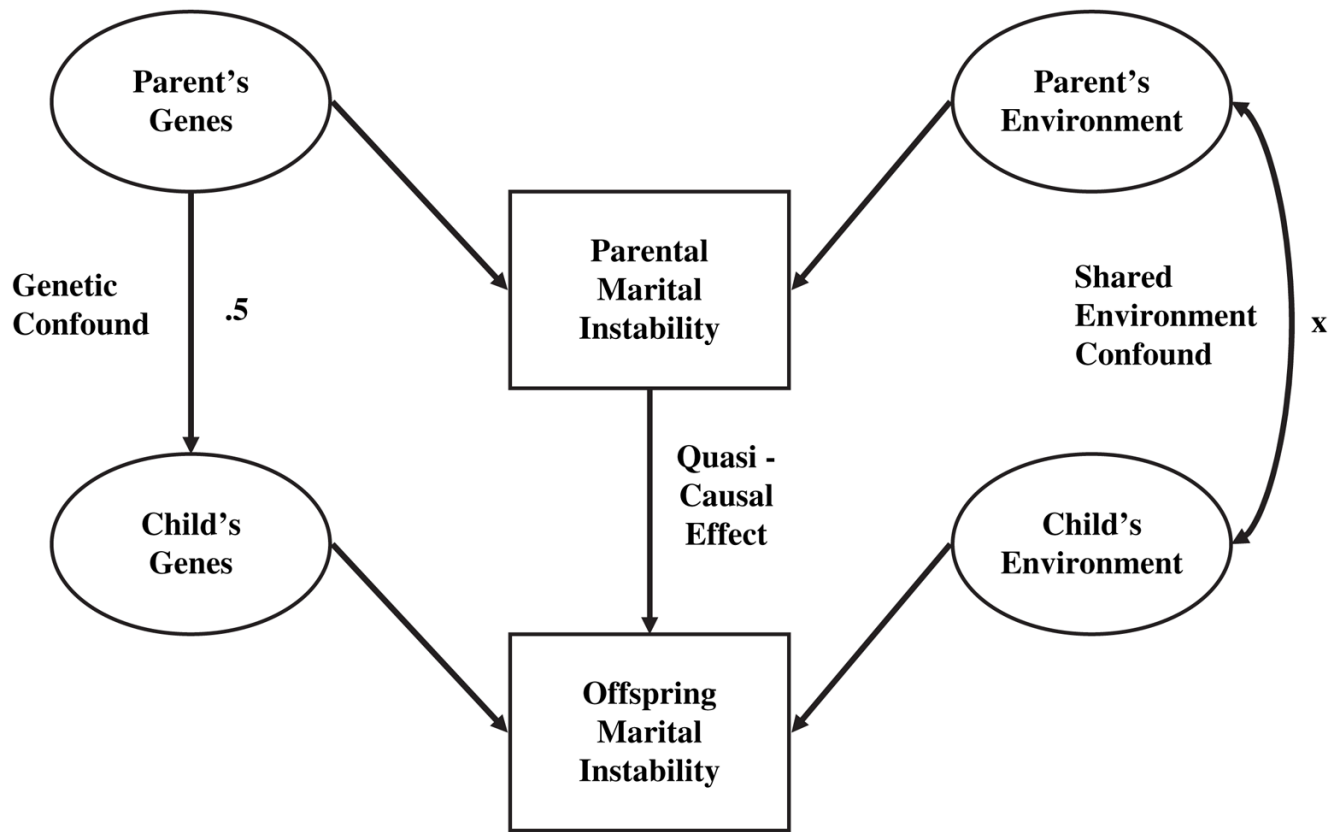 Parent's
Genes
Parent's
Environment
Parental
Marital
Instability
Genetic
Confound
.5
Shared
Environment
Confound
x
Quasi -
Causal
Effect
Child's
Genes
Child's
Environment
Offspring
Marital
Instability